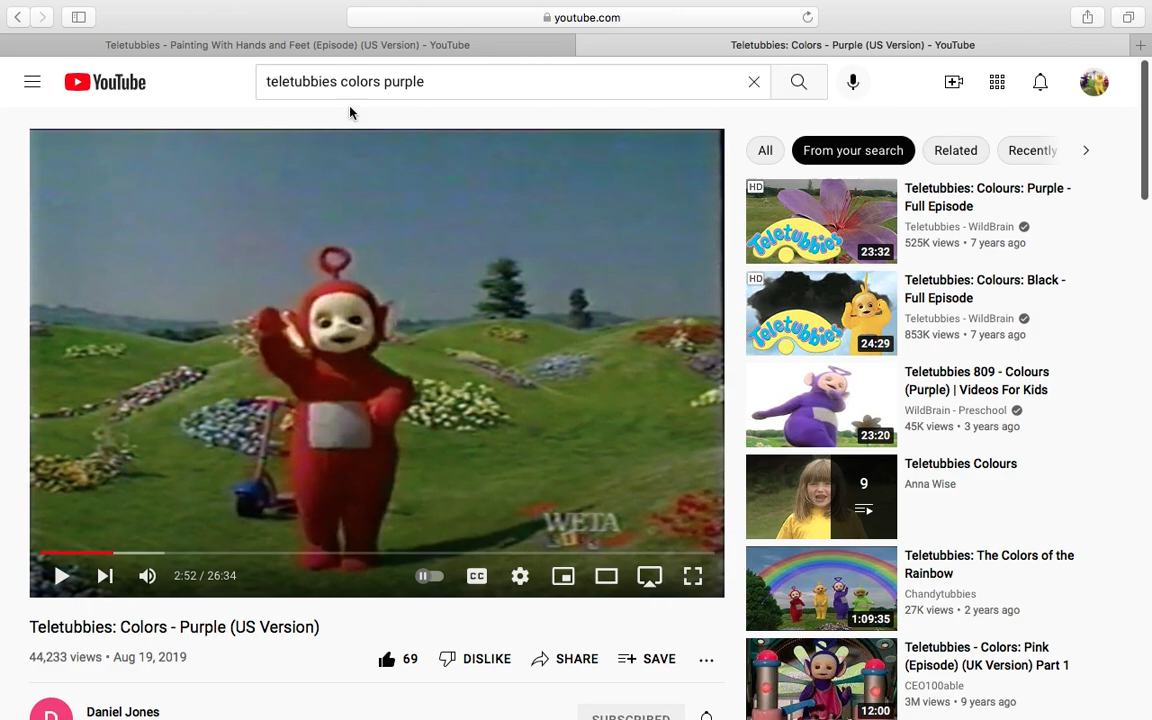 youtube.com
Teletubbies - Painting With Hands and Feet (Episode) (US Version) - YouTube
Teletubbies: Colors - Purple (US Version) - YouTube
YouTube
teletubbies colors purple
All
From your search
Related
Recently
WETA
2:52 / 26:34
CC
Teletubbies: Colors - Purple (US Version)
44,233 views • Aug 19, 2019
69
DISLIKE
SHARE
SAVE
D
Daniel Jones
SUBSCRIBED
HD
Teletubbies
23:32
Teletubbies: Colours: Purple -
Full Episode
Teletubbies - WildBrain
525K views • 7 years ago
HD
Teletubbies
24:29
Teletubbies: Colours: Black -
Full Episode
Teletubbies - WildBrain
853K views • 7 years ago
23:20
Teletubbies 809 - Colours
(Purple) | Videos For Kids
WildBrain - Preschool
45K views • 3 years ago
9
Teletubbies Colours
Anna Wise
1:09:35
Teletubbies: The Colors of the
Rainbow
Chandytubbies
27K views • 2 years ago
12:00
Teletubbies - Colors: Pink
(Episode) (UK Version) Part 1
CEO100able
3M views • 9 years ago